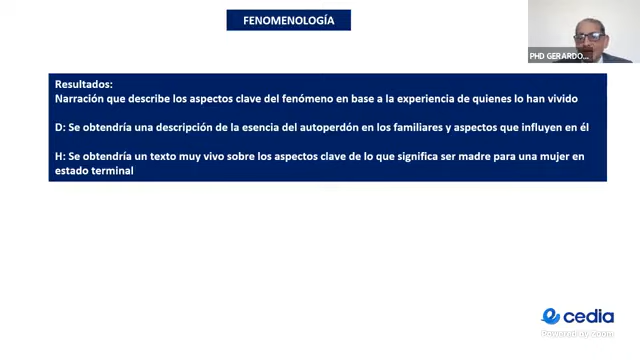 FENOMENOLOGÍA
PHD GERARDO...
Resultados:
Narración que describe los aspectos clave del fenómeno en base a la experiencia de quienes lo han vivido
D: Se obtendría una descripción de la esencia del autoperdón en los familiares y aspectos que influyen en él
H: Se obtendría un texto muy vivo sobre los aspectos clave de lo que significa ser madre para una mujer en
estado terminal
cedia
Powered by Zoom